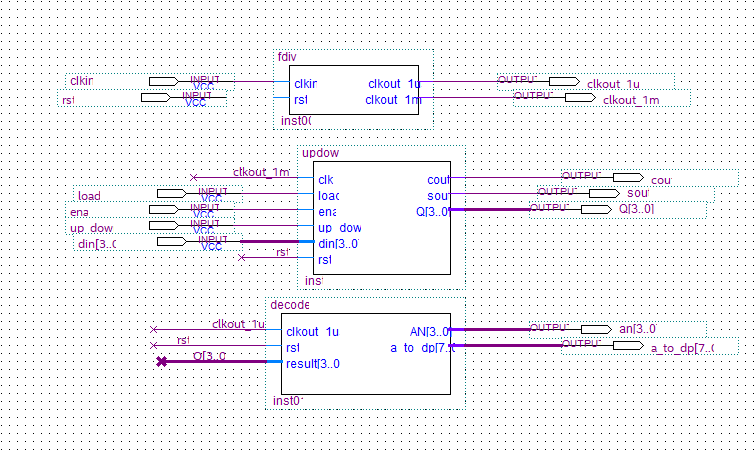 fdiv
clkin INPUT VCC clkin clkout_1u OUTPUT clkout_1u
rst INPUT VCC rst clkout_1m OUTPUT clkout_1m
inst00
updow
clkout_1m clk cout OUTPUT cou
load INPUT VCC load sout OUTPUT sou
ena INPUT VCC ena Q[3..0] OUTPUT Q[3..0]
up_dow INPUT VCC up_dow
din[3..0 INPUT VCC din[3..0
rst rst
inst
decode
clkout_1u clkout_1u AN[3..0 OUTPUT an[3..0
rst rst a_to_dp[7..0 OUTPUT a_to_dp[7..0
Q[3..0 result[3..0
inst01